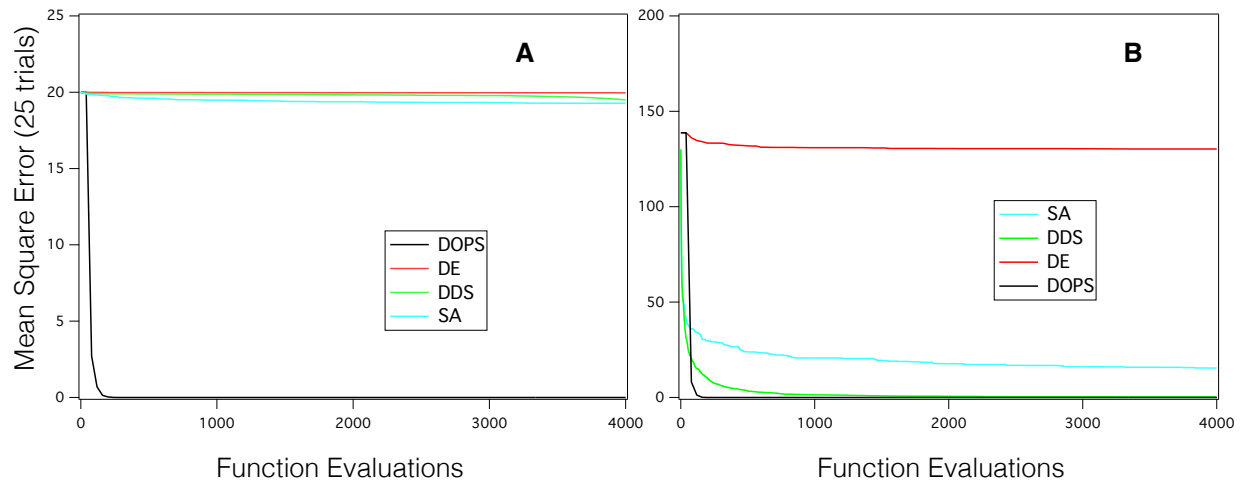 Mean Square Error (25 trials)
25
20
15
10
5
0
A
DOPS
DE
DDS
SA
0
1000
2000
3000
4000
Function Evaluations
200
150
100
50
0
B
SA
DDS
DE
DOPS
0
1000
2000
3000
4000
Function Evaluations